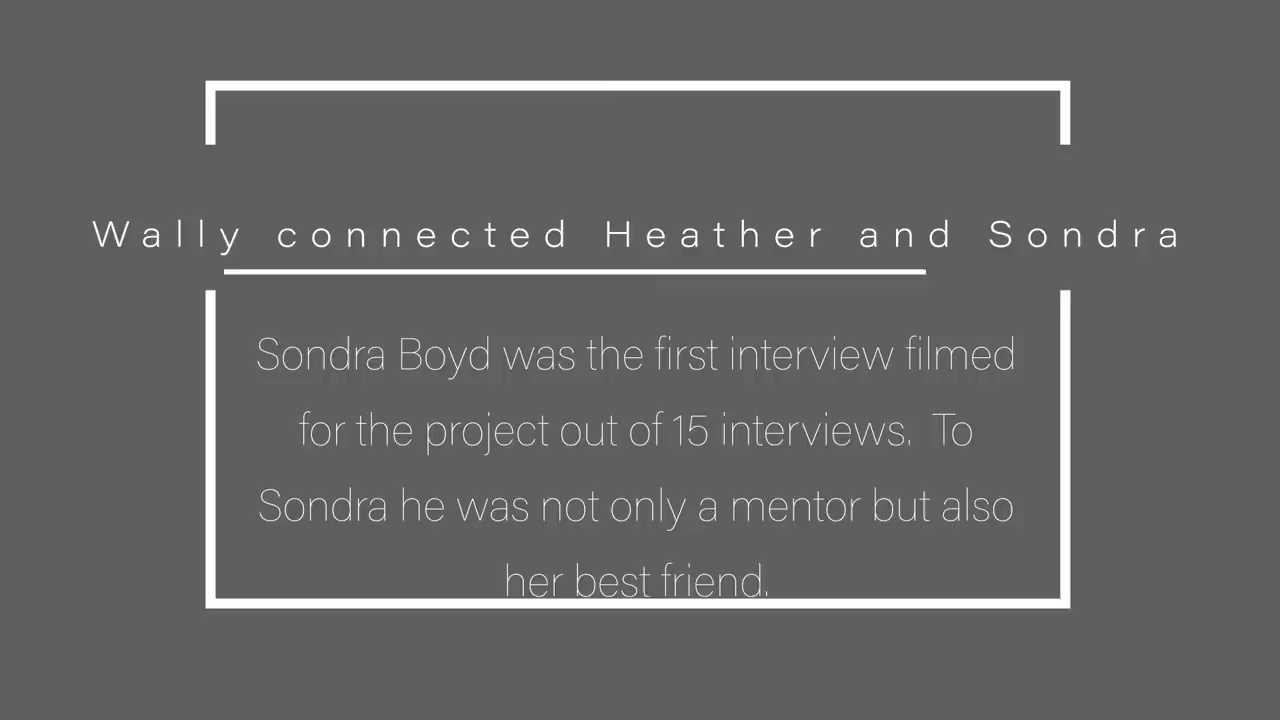 Wally connected Heather and Sondra
Sondra Boyd was the first interview filmed
for the project out of 15 interviews.  To
Sondra he was not only a mentor but also
her best friend.